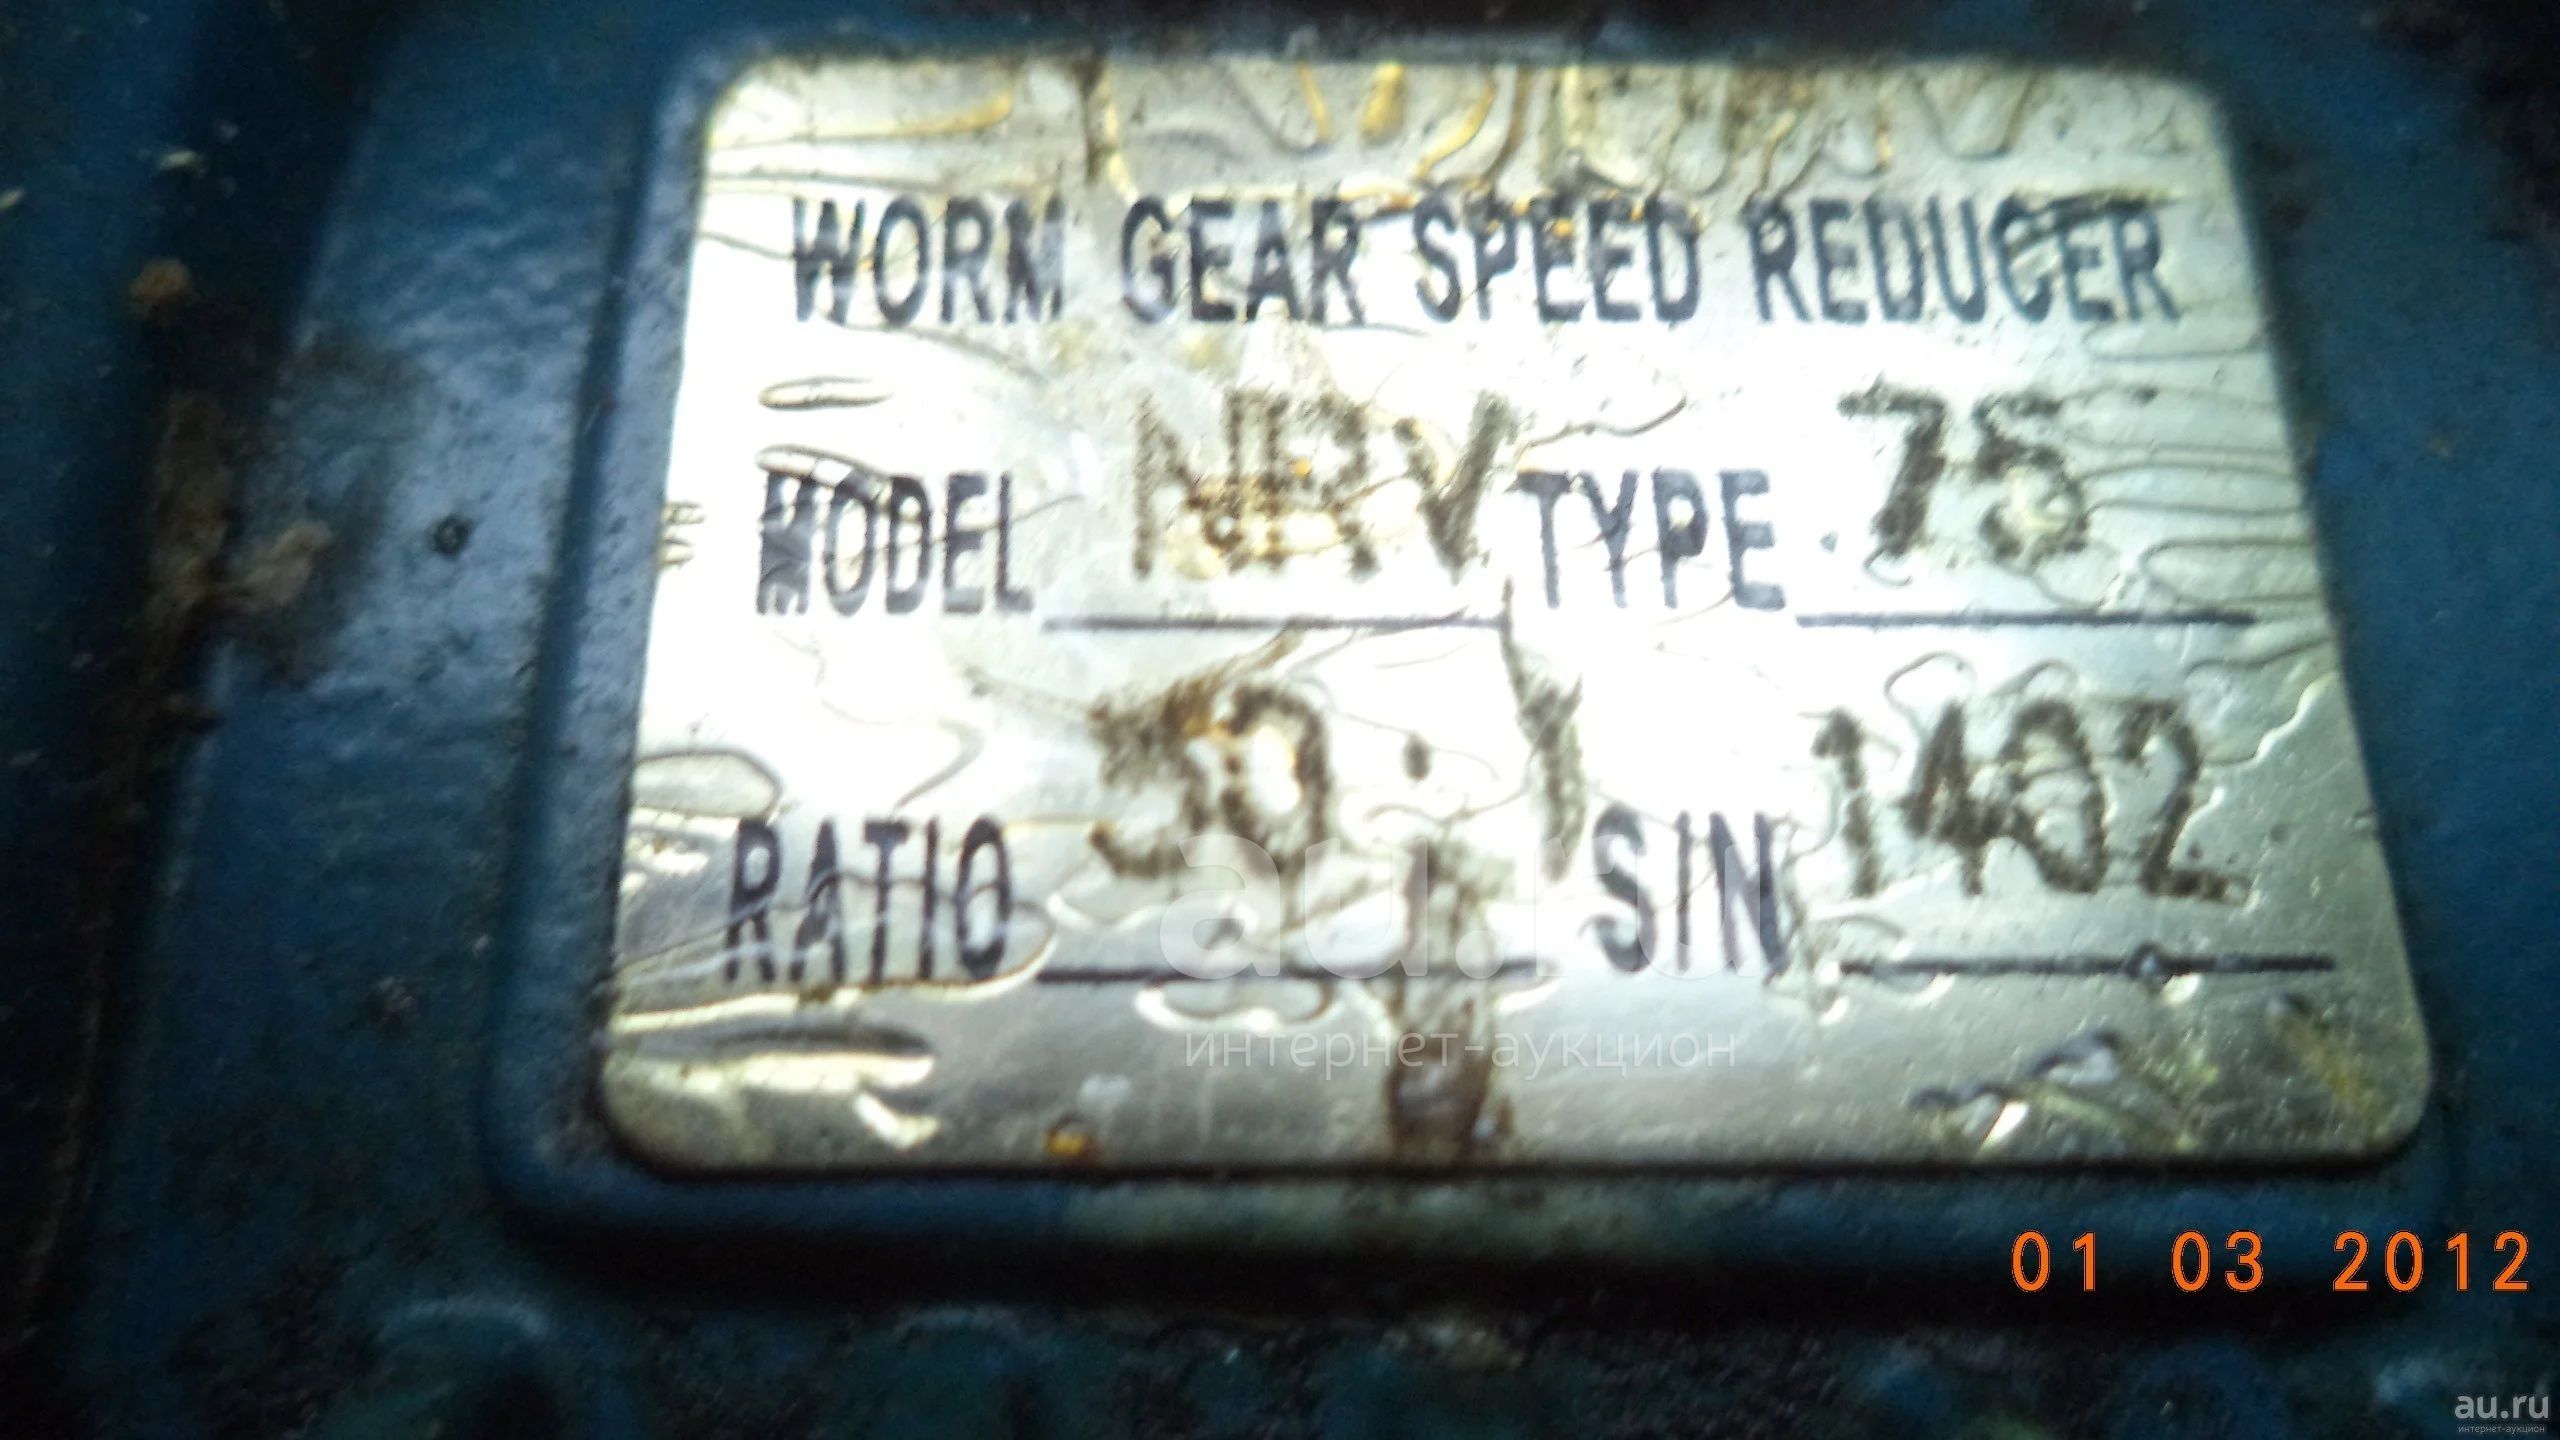 WORM GEAR SPEED REDUCER
MODEL NRV TYPE 75
RATIO 30:1 SIN 1402
au.ru
интернет-аукцион
01 03 2012
au.ru
интернет-аукцион